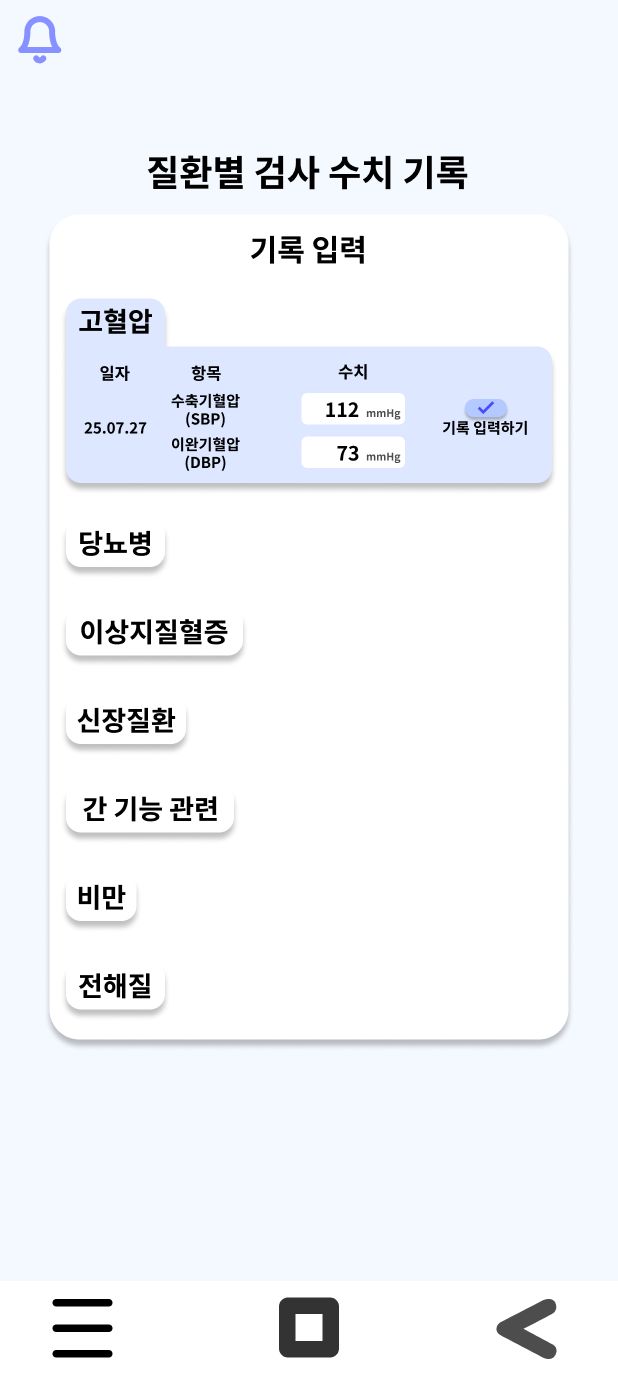 질환별 검사 수치 기록
기록 입력
고혈압
일자 항목 수치
수축기혈압
(SBP)
112 mmHg
25.07.27
기록 입력하기
이완기혈압
(DBP)
73 mmHg
당뇨병
이상지질혈증
신장질환
간 기능 관련
비만
전해질